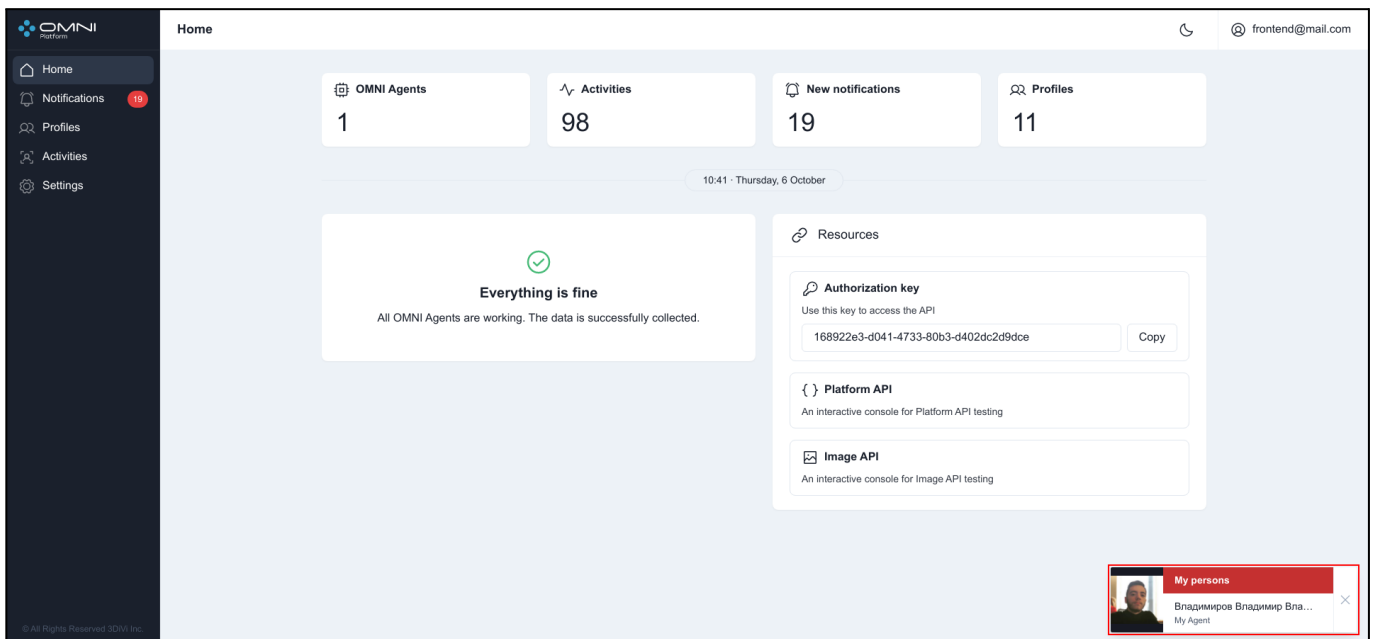 OMNI
Platform
Home
frontend@mail.com
Home
Notifications 19
Profiles
Activities
Settings
OMNI Agents
1
Activities
98
New notifications
19
Profiles
11
10:41 · Thursday, 6 October
Everything is fine
All OMNI Agents are working. The data is successfully collected.
Resources
Authorization key
Use this key to access the API
168922e3-d041-4733-80b3-d402dc2d9dce
Copy
{ } Platform API
An interactive console for Platform API testing
Image API
An interactive console for Image API testing
My persons
Владимиров Владимир Вла...
My Agent
© All Rights Reserved 3DiVi Inc.